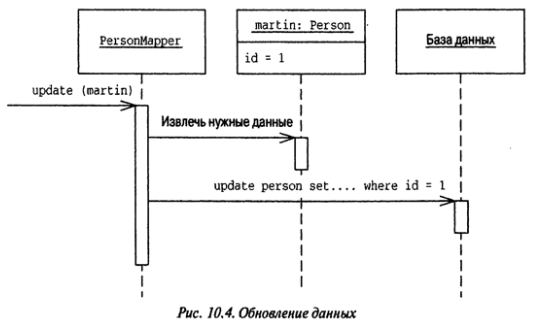 PersonMapper
martin: Person
id = 1
База данных
update (martin)
Извлечь нужные данные
update person set.... where id = 1
Рис. 10.4. Обновление данных